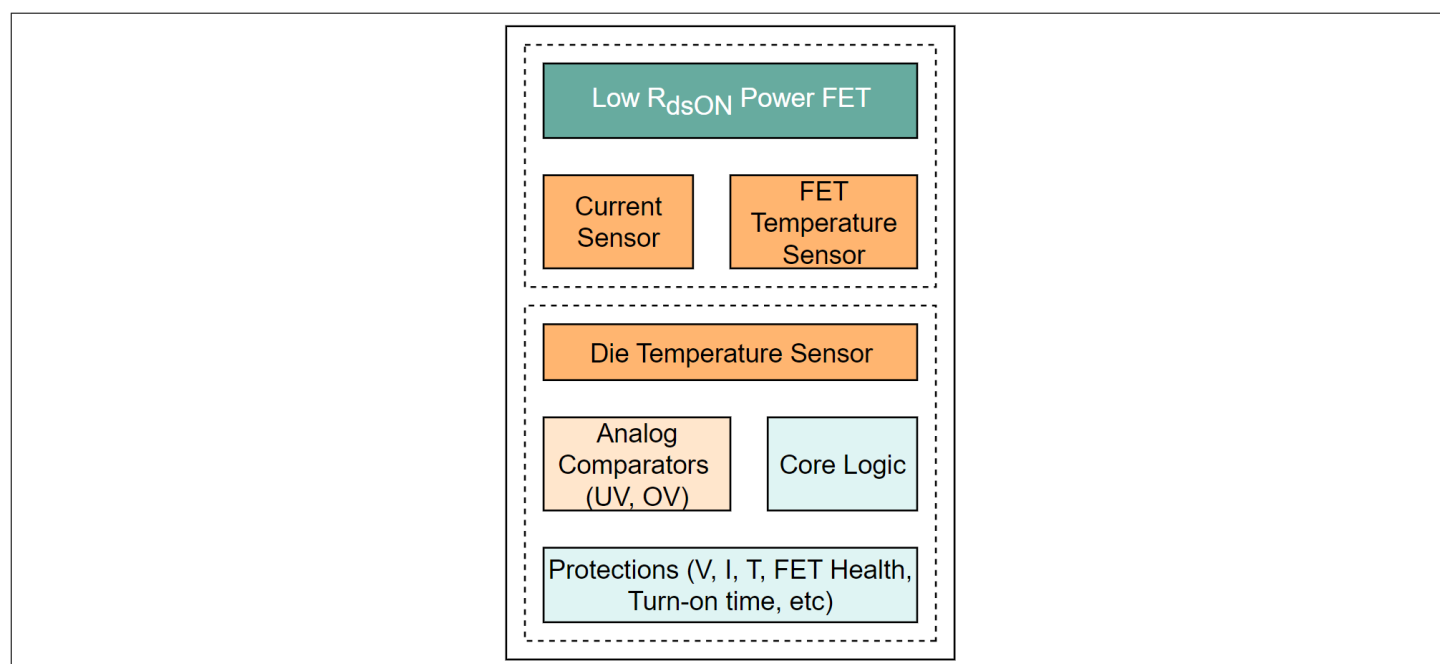 Low RdsON Power FET
Current
Sensor
FET
Temperature
Sensor
Die Temperature Sensor
Analog
Comparators
(UV, OV)
Core Logic
Protections (V, I, T, FET Health,
Turn-on time, etc)